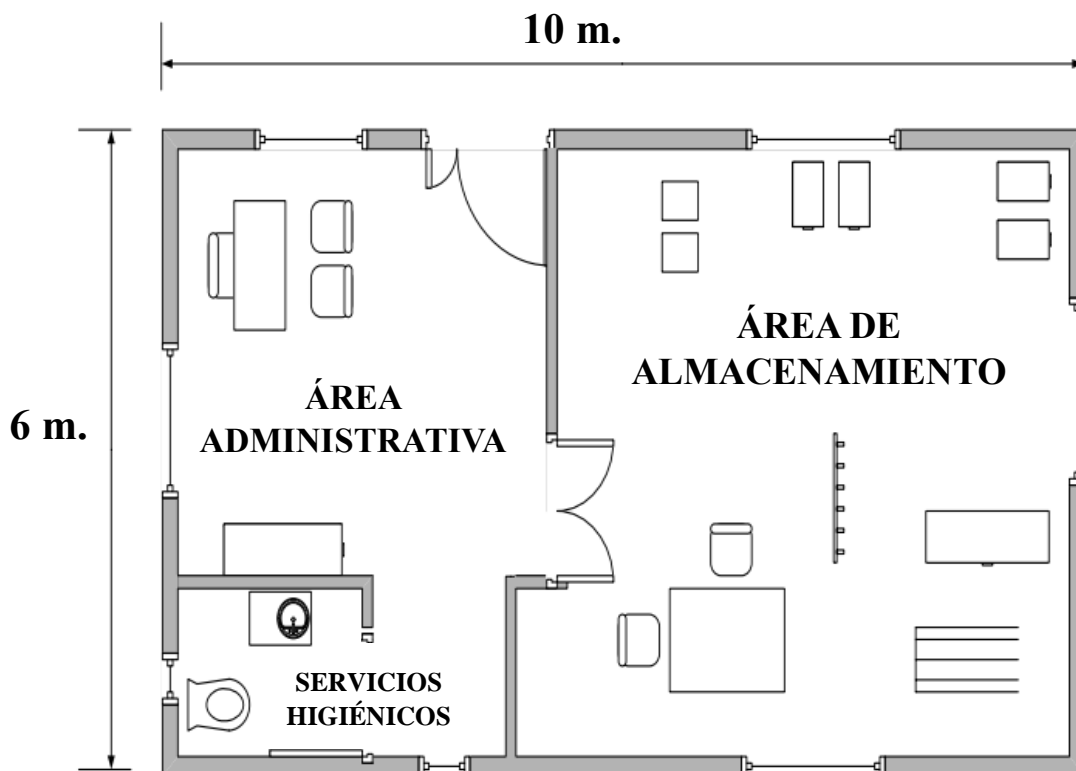 10 m.
6 m.
ÁREA
ADMINISTRATIVA
ÁREA DE
ALMACENAMIENTO
SERVICIOS
HIGIÉNICOS